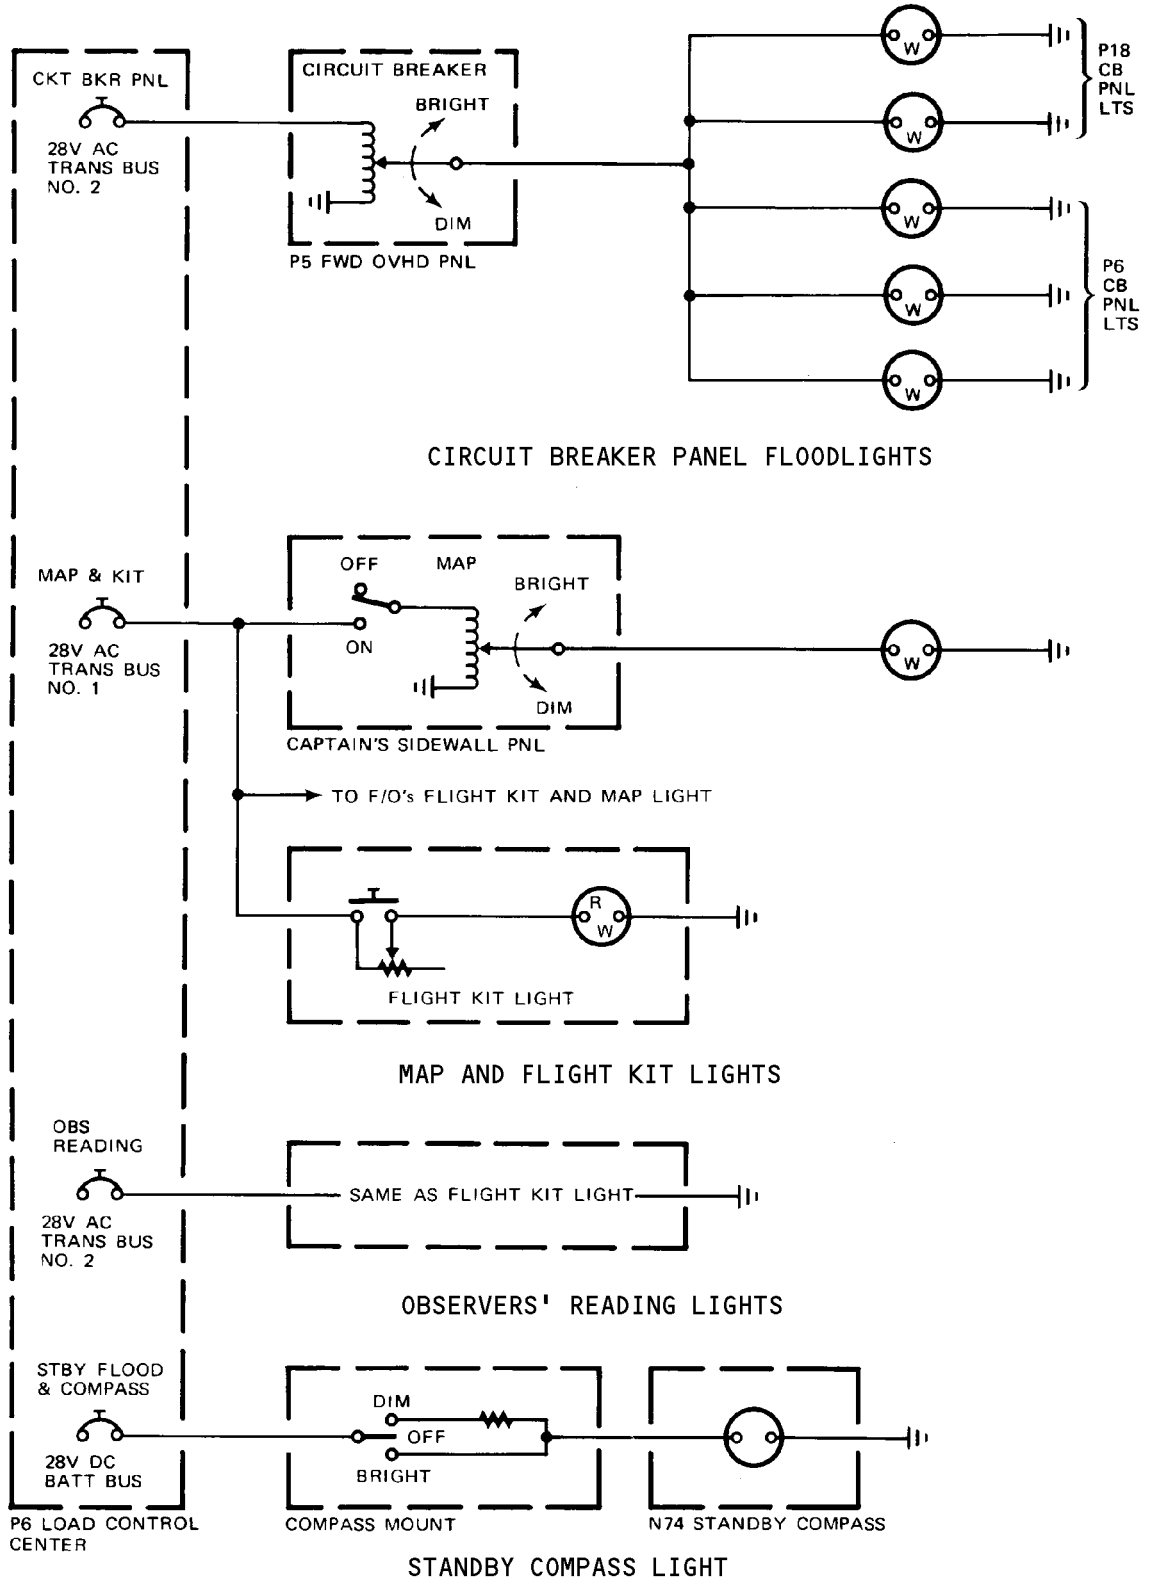 CKT BKR PNL
28V AC
TRANS BUS
NO. 2
CIRCUIT BREAKER
BRIGHT
DIM
P5 FWD OVHD PNL
W
W
W
W
W
P18
CB
PNL
LTS
P6
CB
PNL
LTS
CIRCUIT BREAKER PANEL FLOODLIGHTS
MAP & KIT
28V AC
TRANS BUS
NO. 1
OFF
MAP
ON
BRIGHT
DIM
W
CAPTAIN'S SIDEWALL PNL
TO F/O's FLIGHT KIT AND MAP LIGHT
R
W
FLIGHT KIT LIGHT
MAP AND FLIGHT KIT LIGHTS
OBS
READING
28V AC
TRANS BUS
NO. 2
SAME AS FLIGHT KIT LIGHT
OBSERVERS' READING LIGHTS
STBY FLOOD
& COMPASS
28V DC
BATT BUS
DIM
OFF
BRIGHT
P6 LOAD CONTROL
CENTER
COMPASS MOUNT
N74 STANDBY COMPASS
STANDBY COMPASS LIGHT